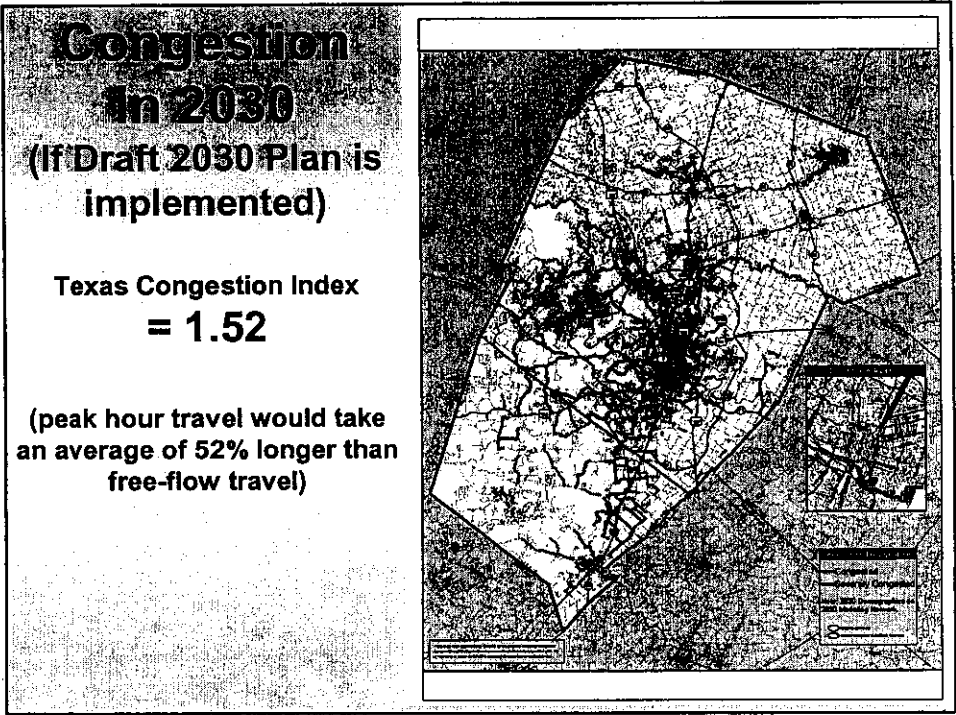 Congestion
In 2030
(If Draft 2030 Plan is
implemented)
Texas Congestion Index
= 1.52
(peak hour travel would take
an average of 52% longer than
free-flow travel)
Congested